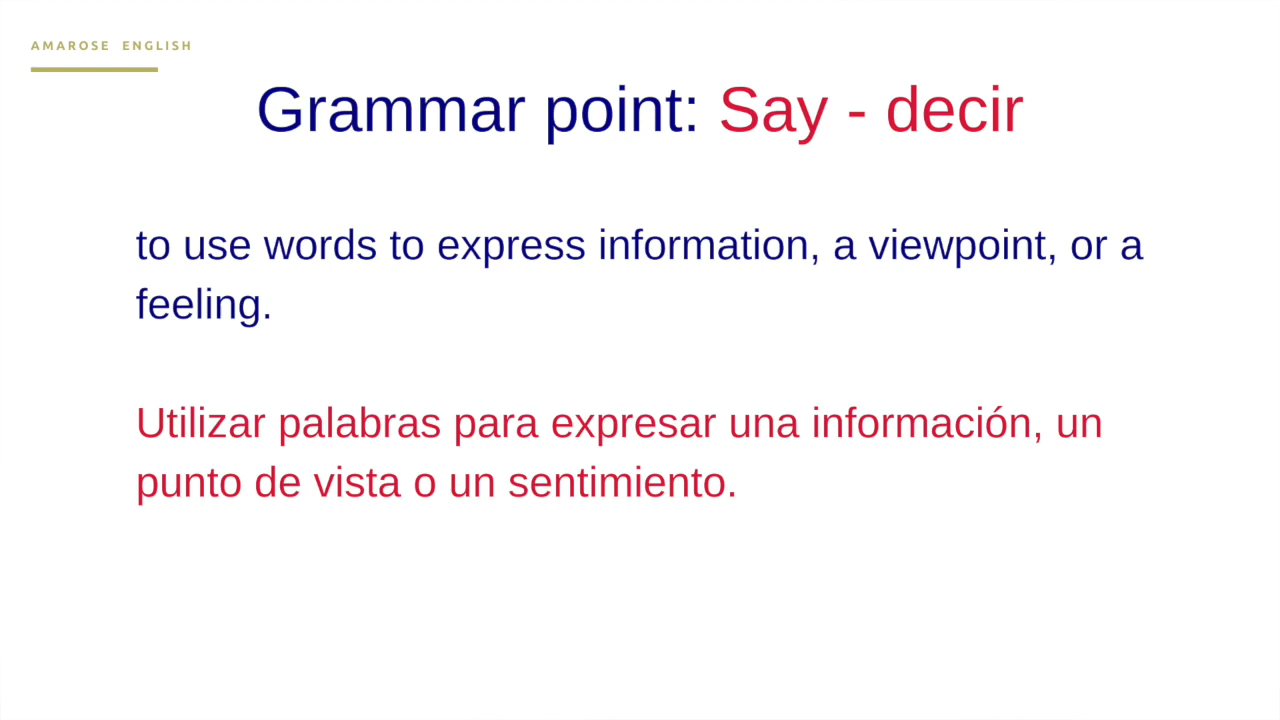 AMAROSE ENGLISH
Grammar point: Say - decir
to use words to express information, a viewpoint, or a
feeling.
Utilizar palabras para expresar una información, un
punto de vista o un sentimiento.